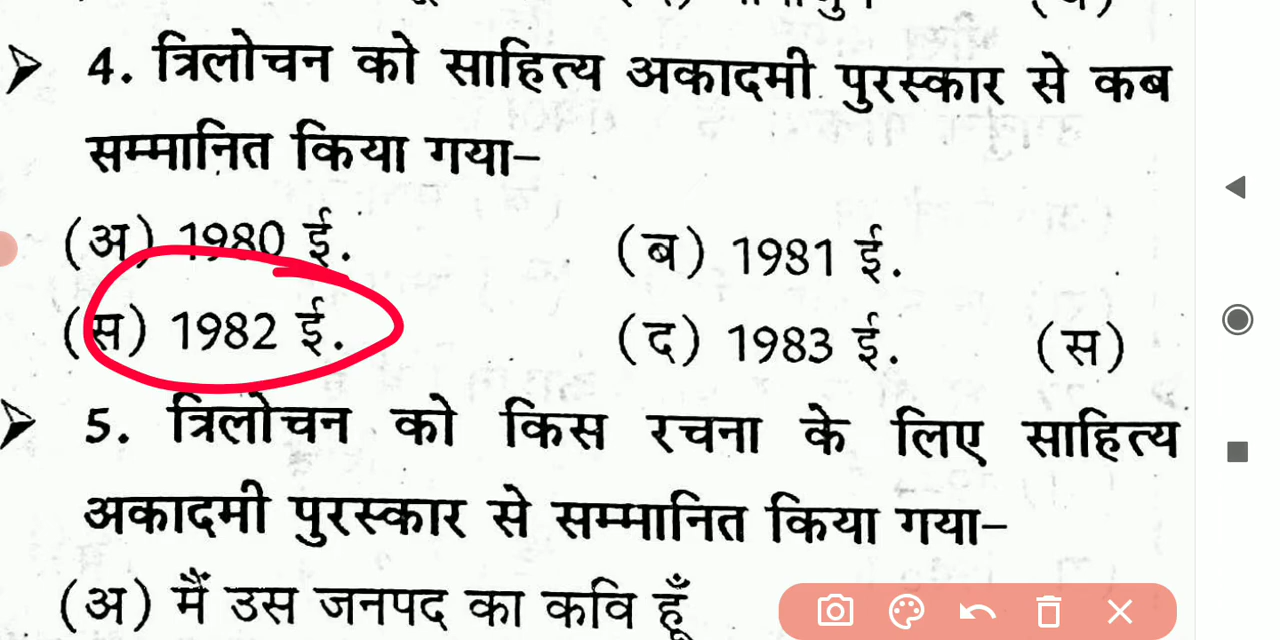 4. त्रिलोचन को साहित्य अकादमी पुरस्कार से कब
सम्मानित किया गया–
(अ) 1980 ई. (ब) 1981 ई.
(स) 1982 ई. (द) 1983 ई. (स)
5. त्रिलोचन को किस रचना के लिए साहित्य
अकादमी पुरस्कार से सम्मानित किया गया–
(अ) मैं उस जनपद का कवि हूँ